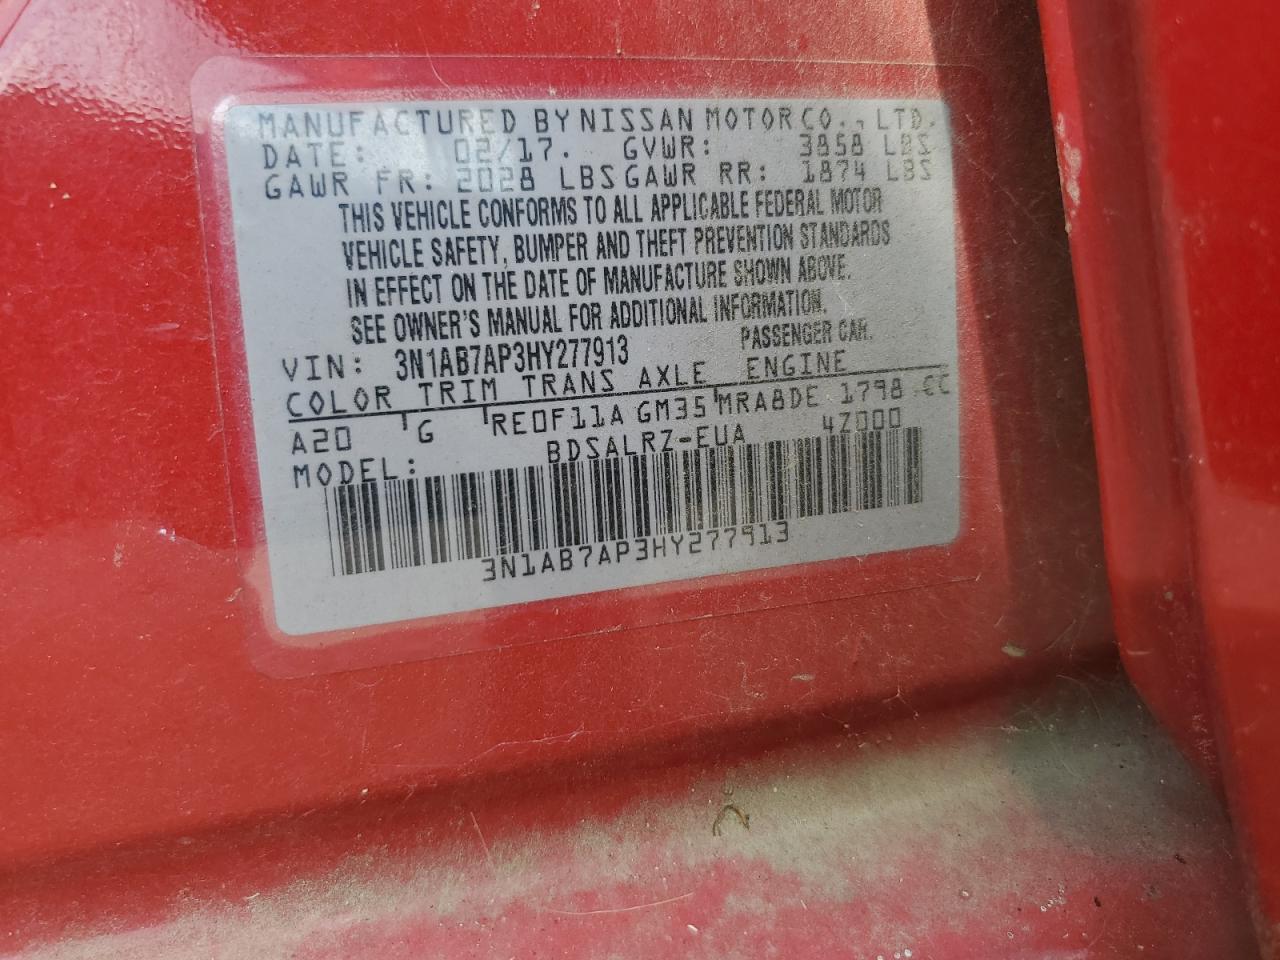 MANUFACTURED BY NISSAN MOTOR CO., LTD.
DATE: 02/17. GVWR: 3858 LBS
GAWR FR: 2028 LBS GAWR RR: 1874 LBS
THIS VEHICLE CONFORMS TO ALL APPLICABLE FEDERAL MOTOR
VEHICLE SAFETY, BUMPER AND THEFT PREVENTION STANDARDS
IN EFFECT ON THE DATE OF MANUFACTURE SHOWN ABOVE.
SEE OWNER'S MANUAL FOR ADDITIONAL INFORMATION.
VIN: 3N1AB7AP3HY277913 PASSENGER CAR.
COLOR TRIM TRANS AXLE ENGINE
A20 G RE0F11A GM35 MRA8DE 1798 CC
MODEL: BDSALRZ-EUA 4Z000
3N1AB7AP3HY277913